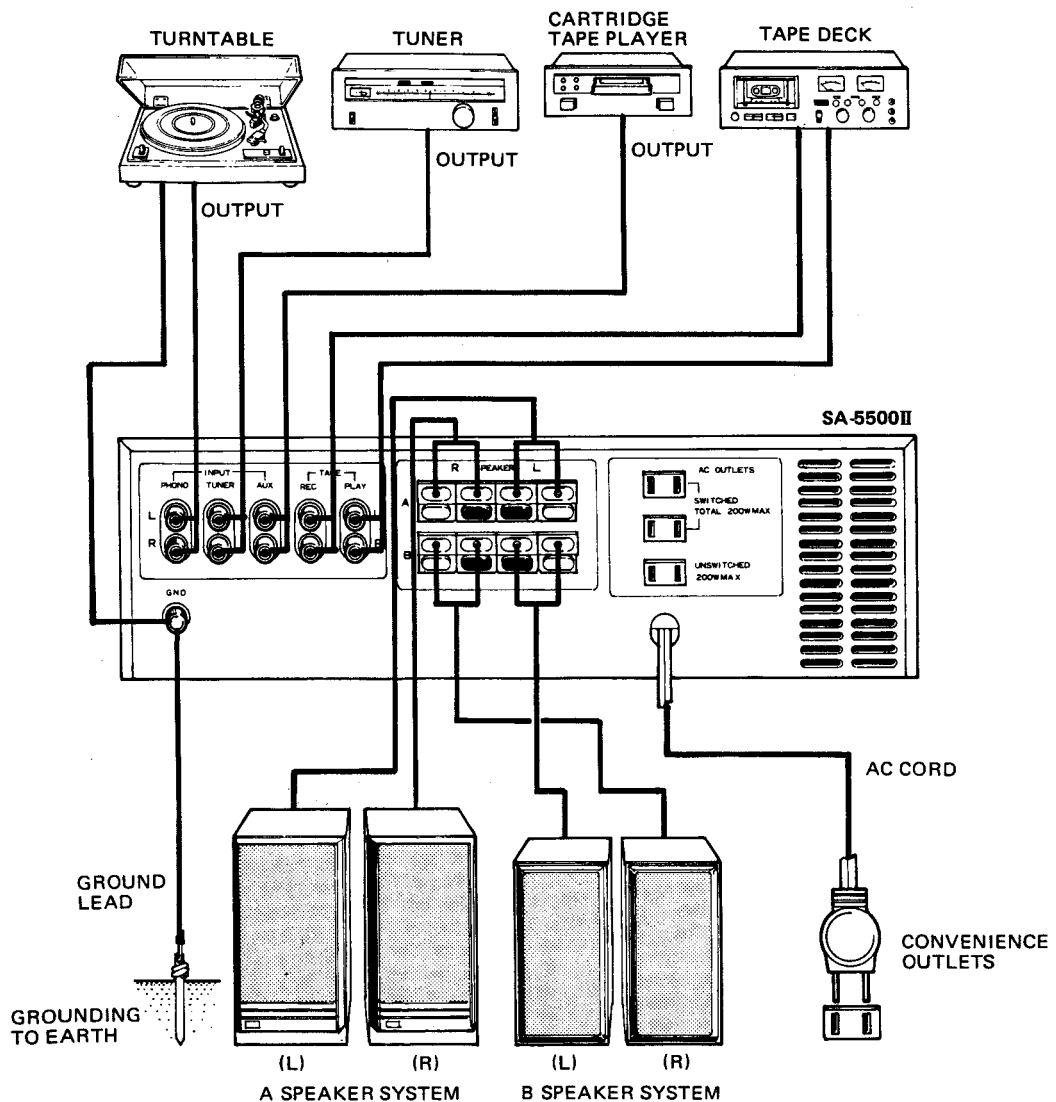 TURNTABLE
TUNER
CARTRIDGE
TAPE PLAYER
TAPE DECK
OUTPUT
OUTPUT
OUTPUT
SA-5500II
INPUT
TAPE
PHONO
TUNER
AUX
REC
PLAY
L
R
L
R
GND
R
SPEAKER
L
A
B
AC OUTLETS
SWITCHED
TOTAL 200W MAX
UNSWITCHED
200W MAX
AC CORD
GROUND
LEAD
GROUNDING
TO EARTH
CONVENIENCE
OUTLETS
(L)
(R)
(L)
(R)
A SPEAKER SYSTEM
B SPEAKER SYSTEM